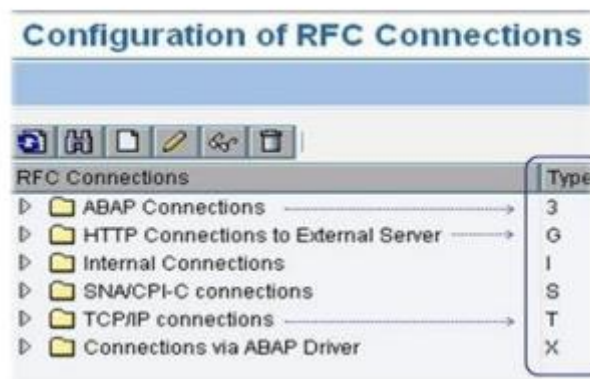 Configuration of RFC Connections
RFC Connections Type
ABAP Connections 3
HTTP Connections to External Server G
Internal Connections I
SNA/CPI-C connections S
TCP/IP connections T
Connections via ABAP Driver X